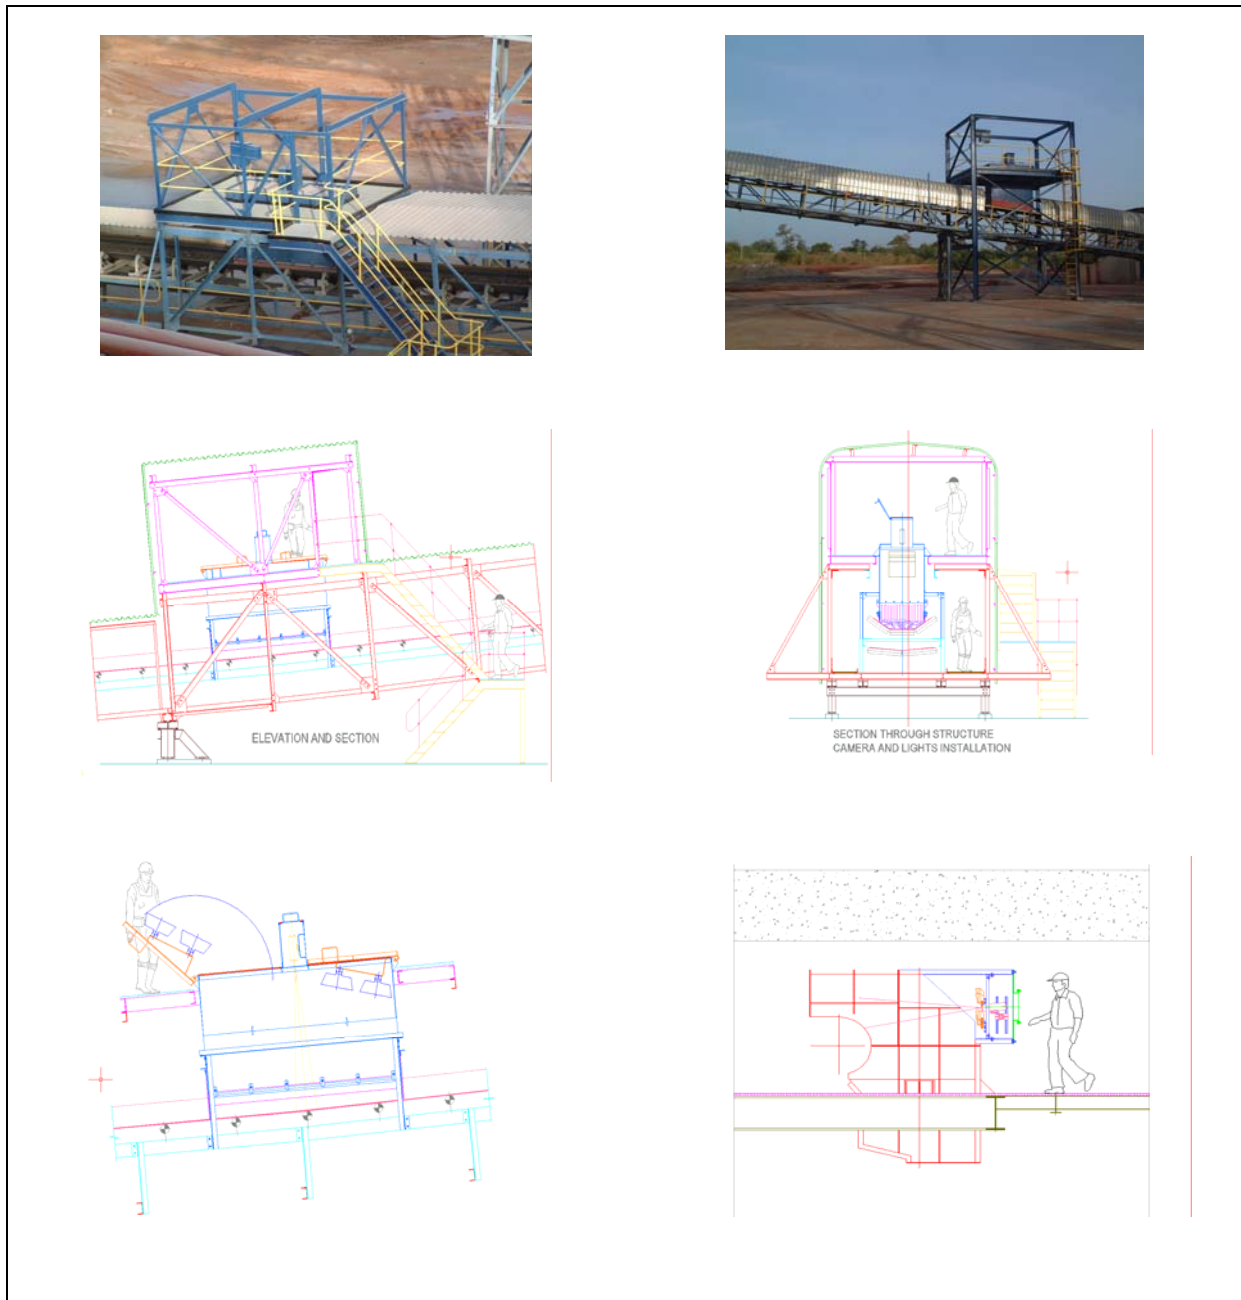 ELEVATION AND SECTION
SECTION THROUGH STRUCTURE
CAMERA AND LIGHTS INSTALLATION